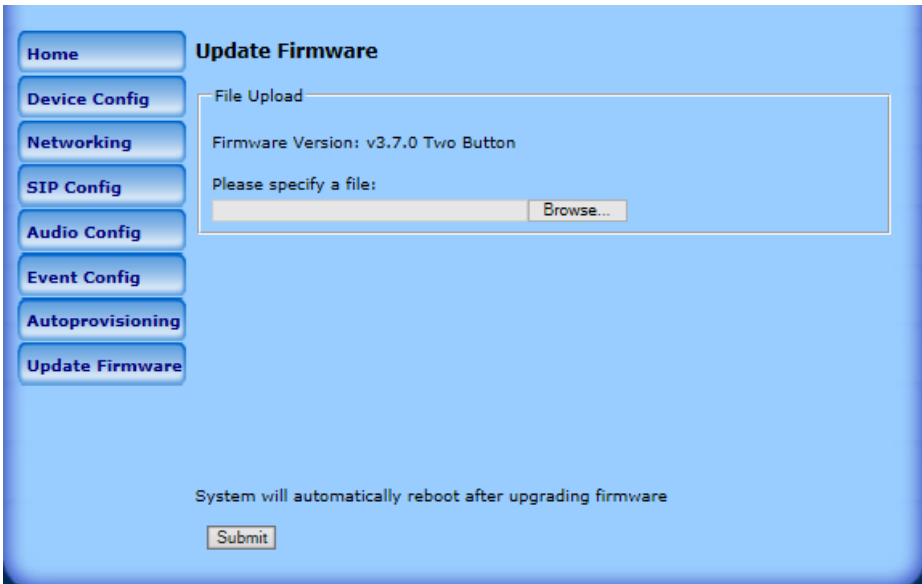 Home
Device Config
Networking
SIP Config
Audio Config
Event Config
Autoprovisioning
Update Firmware
Update Firmware
File Upload
Firmware Version: v3.7.0 Two Button
Please specify a file:
Browse...
System will automatically reboot after upgrading firmware
Submit